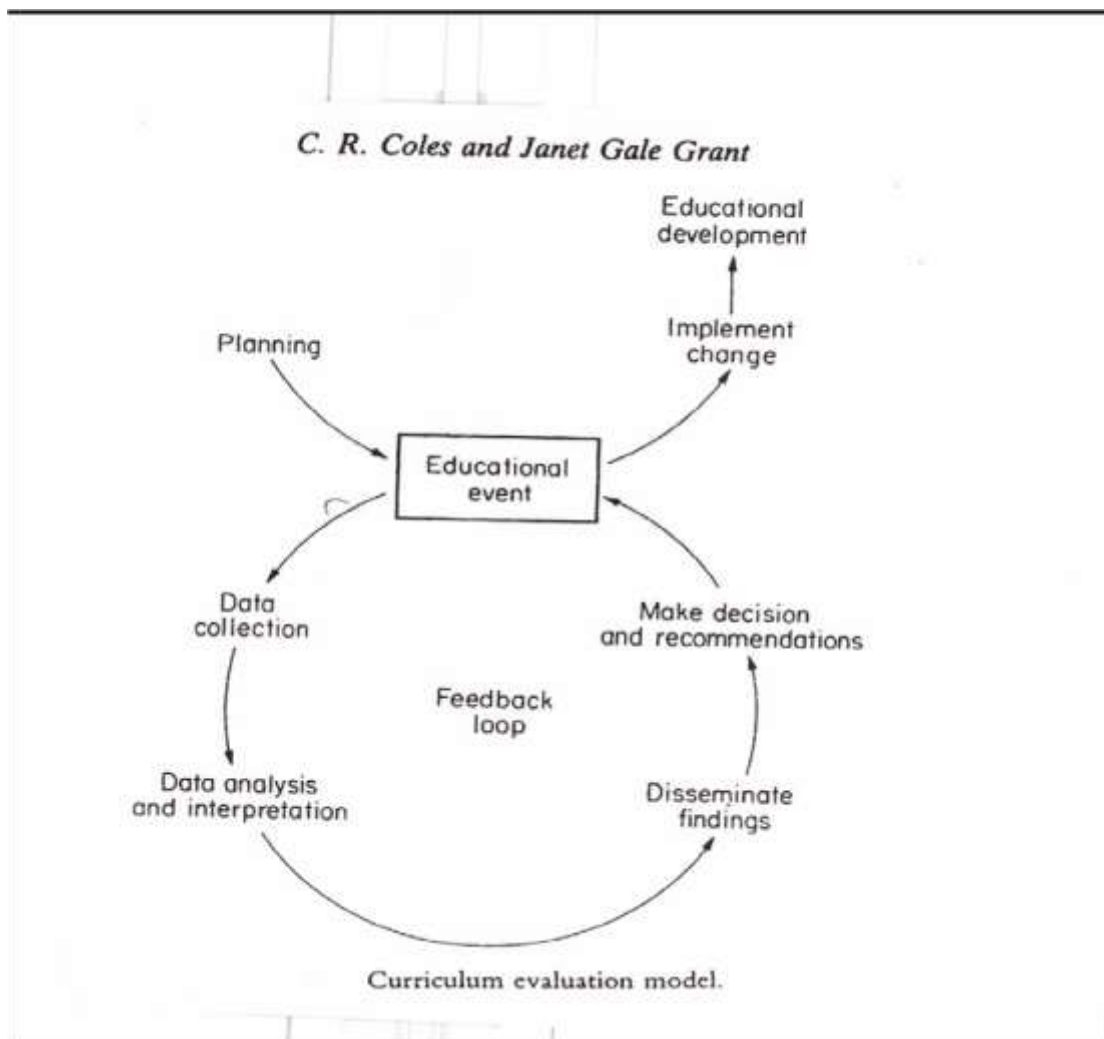 C. R. Coles and Janet Gale Grant
Educational
development
Implement
change
Planning
Educational
event
Data
collection
Make decision
and recommendations
Feedback
loop
Data analysis
and interpretation
Disseminate
findings
Curriculum evaluation model.